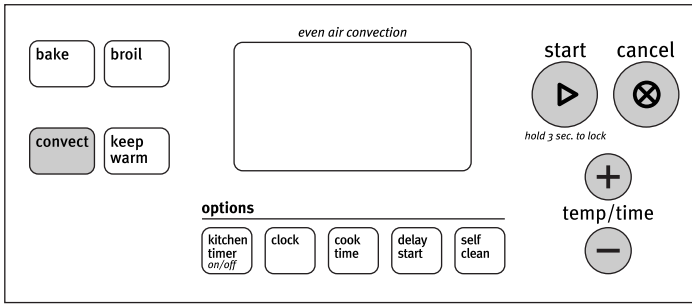 even air convection
bake
broil
convect
keep
warm
start
cancel
hold 3 sec. to lock
temp/time
options
kitchen
timer
on/off
clock
cook
time
delay
start
self
clean